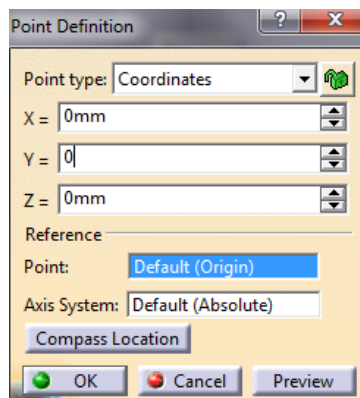 Point Definition
?
X
Point type: Coordinates
X = 0mm
Y = 0
Z = 0mm
Reference
Point: Default (Origin)
Axis System: Default (Absolute)
Compass Location
OK Cancel Preview